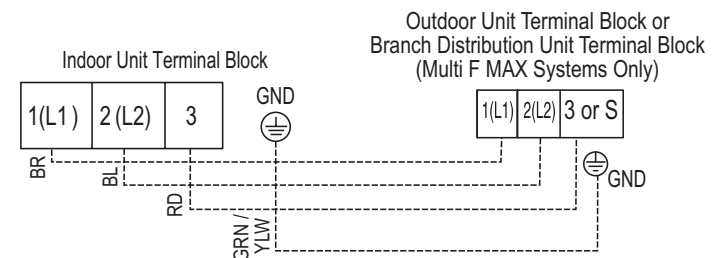 Outdoor Unit Terminal Block or
Branch Distribution Unit Terminal Block
(Multi F MAX Systems Only)
Indoor Unit Terminal Block
1(L1) 2 (L2) 3
GND
1(L1) 2(L2) 3 or S
GND
BR
BL
RD
GRN /
YLW